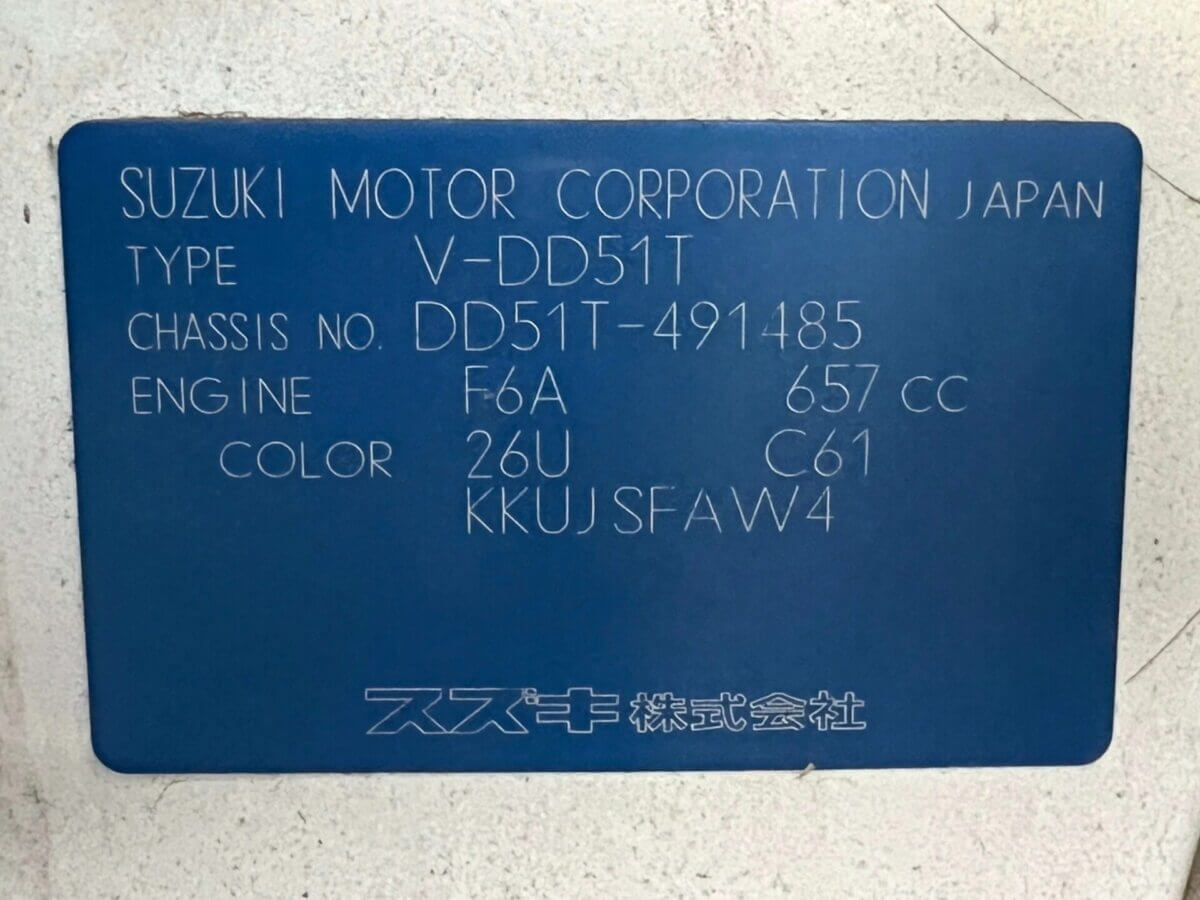 SUZUKI MOTOR CORPORATION JAPAN
TYPE V-DD51T
CHASSIS NO. DD51T-491485
ENGINE F6A 657 CC
COLOR 26U C61
KKUJSFAW4
スズキ株式会社